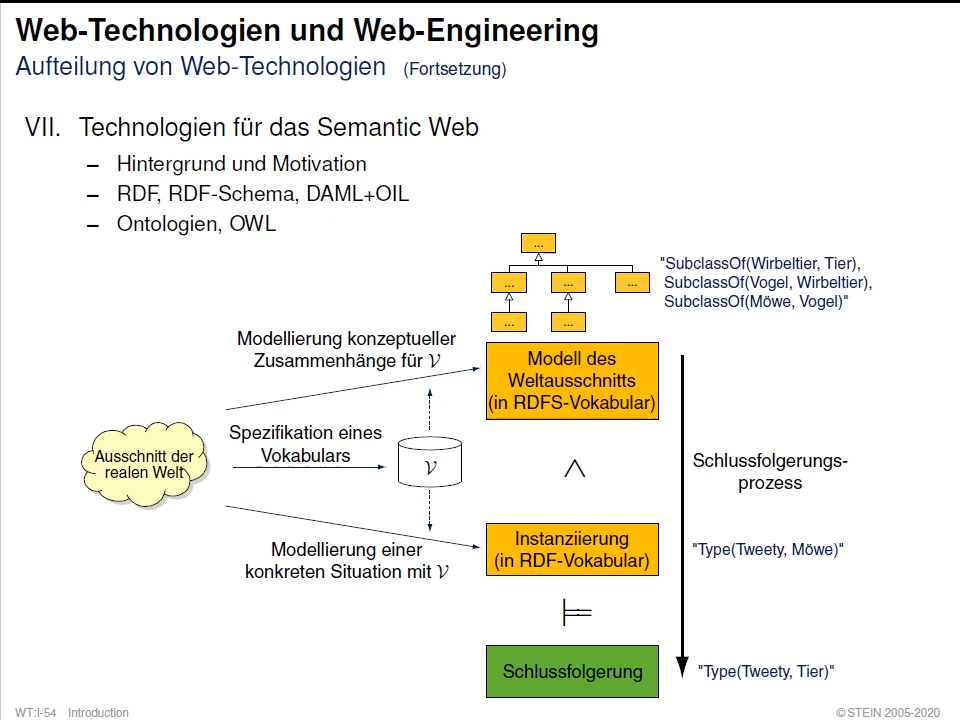 Web-Technologien und Web-Engineering
Aufteilung von Web-Technologien (Fortsetzung)
VII. Technologien für das Semantic Web
– Hintergrund und Motivation
– RDF, RDF-Schema, DAML+OIL
– Ontologien, OWL
...
... ... ...
... ...
"SubclassOf(Wirbeltier, Tier),
SubclassOf(Vogel, Wirbeltier),
SubclassOf(Möwe, Vogel)"
Modellierung konzeptueller
Zusammenhänge für 𝒱
Modell des
Weltausschnitts
(in RDFS-Vokabular)
Ausschnitt der
realen Welt
Spezifikation eines
Vokabulars
𝒱
∧
Schlussfolgerungs-
prozess
Modellierung einer
konkreten Situation mit 𝒱
Instanziierung
(in RDF-Vokabular)
"Type(Tweety, Möwe)"
⊨
Schlussfolgerung
"Type(Tweety, Tier)"
WT:I-54 Introduction
© STEIN 2005-2020